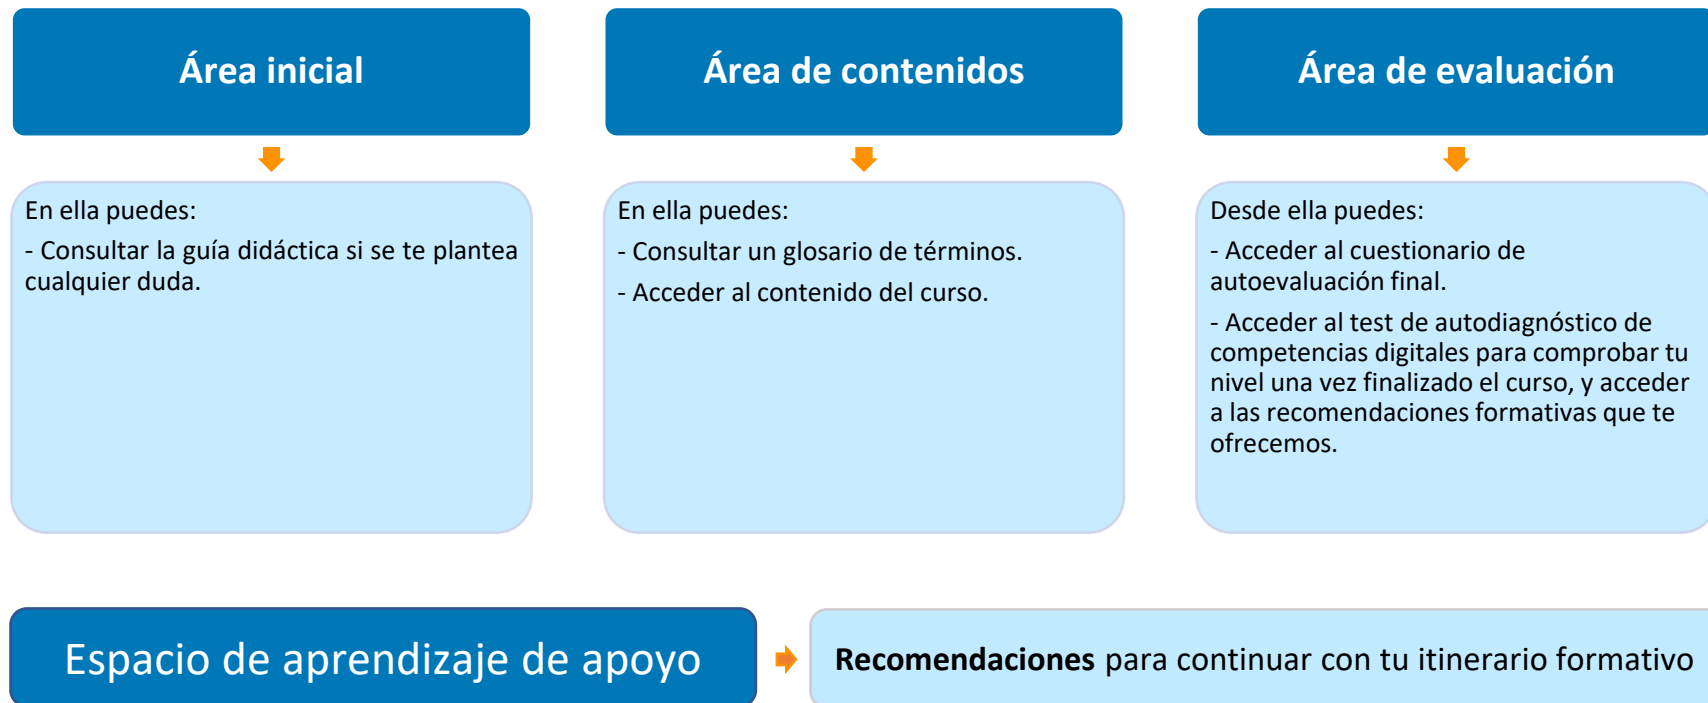 Área inicial
En ella puedes:
- Consultar la guía didáctica si se te plantea
cualquier duda.
Área de contenidos
En ella puedes:
- Consultar un glosario de términos.
- Acceder al contenido del curso.
Área de evaluación
Desde ella puedes:
- Acceder al cuestionario de
autoevaluación final.
- Acceder al test de autodiagnóstico de
competencias digitales para comprobar tu
nivel una vez finalizado el curso, y acceder
a las recomendaciones formativas que te
ofrecemos.
Espacio de aprendizaje de apoyo
Recomendaciones para continuar con tu itinerario formativo